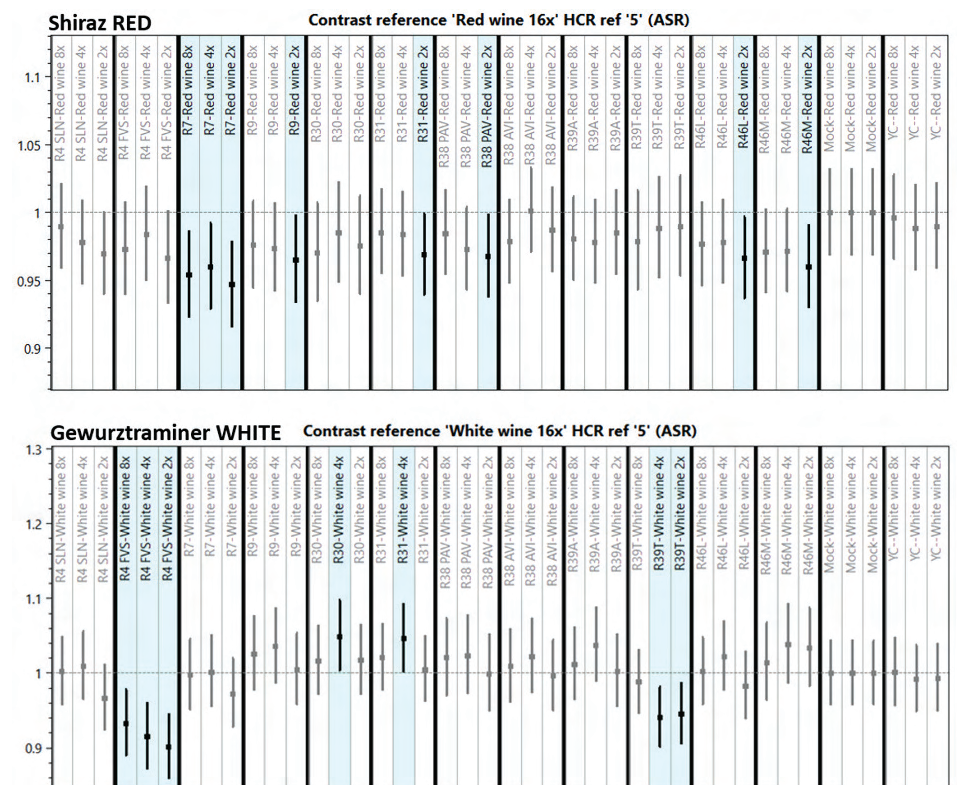 Shiraz RED
Contrast reference 'Red wine 16x' HCR ref '5' (ASR)
R4 SLN-Red wine 8x
R4 SLN-Red wine 4x
R4 SLN-Red wine 2x
R4 FVS-Red wine 8x
R4 FVS-Red wine 4x
R4 FVS-Red wine 2x
R7-Red wine 8x
R7-Red wine 4x
R7-Red wine 2x
R9-Red wine 8x
R9-Red wine 4x
R9-Red wine 2x
R30-Red wine 8x
R30-Red wine 4x
R30-Red wine 2x
R31-Red wine 8x
R31-Red wine 4x
R31-Red wine 2x
R38 PAV-Red wine 8x
R38 PAV-Red wine 4x
R38 PAV-Red wine 2x
R38 AVI-Red wine 8x
R38 AVI-Red wine 4x
R38 AVI-Red wine 2x
R39A-Red wine 8x
R39A-Red wine 4x
R39A-Red wine 2x
R39T-Red wine 8x
R39T-Red wine 4x
R39T-Red wine 2x
R46L-Red wine 8x
R46L-Red wine 4x
R46L-Red wine 2x
R46M-Red wine 8x
R46M-Red wine 4x
R46M-Red wine 2x
Mock-Red wine 8x
Mock-Red wine 4x
Mock-Red wine 2x
YC--Red wine 8x
YC--Red wine 4x
YC--Red wine 2x
1.1
1.05
1
0.95
0.9
Gewurztraminer WHITE
Contrast reference 'White wine 16x' HCR ref '5' (ASR)
R4 SLN-White wine 8x
R4 SLN-White wine 4x
R4 SLN-White wine 2x
R4 FVS-White wine 8x
R4 FVS-White wine 4x
R4 FVS-White wine 2x
R7-White wine 8x
R7-White wine 4x
R7-White wine 2x
R9-White wine 8x
R9-White wine 4x
R9-White wine 2x
R30-White wine 8x
R30-White wine 4x
R30-White wine 2x
R31-White wine 8x
R31-White wine 4x
R31-White wine 2x
R38 PAV-White wine 8x
R38 PAV-White wine 4x
R38 PAV-White wine 2x
R38 AVI-White wine 8x
R38 AVI-White wine 4x
R38 AVI-White wine 2x
R39A-White wine 8x
R39A-White wine 4x
R39A-White wine 2x
R39T-White wine 8x
R39T-White wine 4x
R39T-White wine 2x
R46L-White wine 8x
R46L-White wine 4x
R46L-White wine 2x
R46M-White wine 8x
R46M-White wine 4x
R46M-White wine 2x
Mock-White wine 8x
Mock-White wine 4x
Mock-White wine 2x
YC--White wine 8x
YC--White wine 4x
YC--White wine 2x
1.3
1.2
1.1
1
0.9